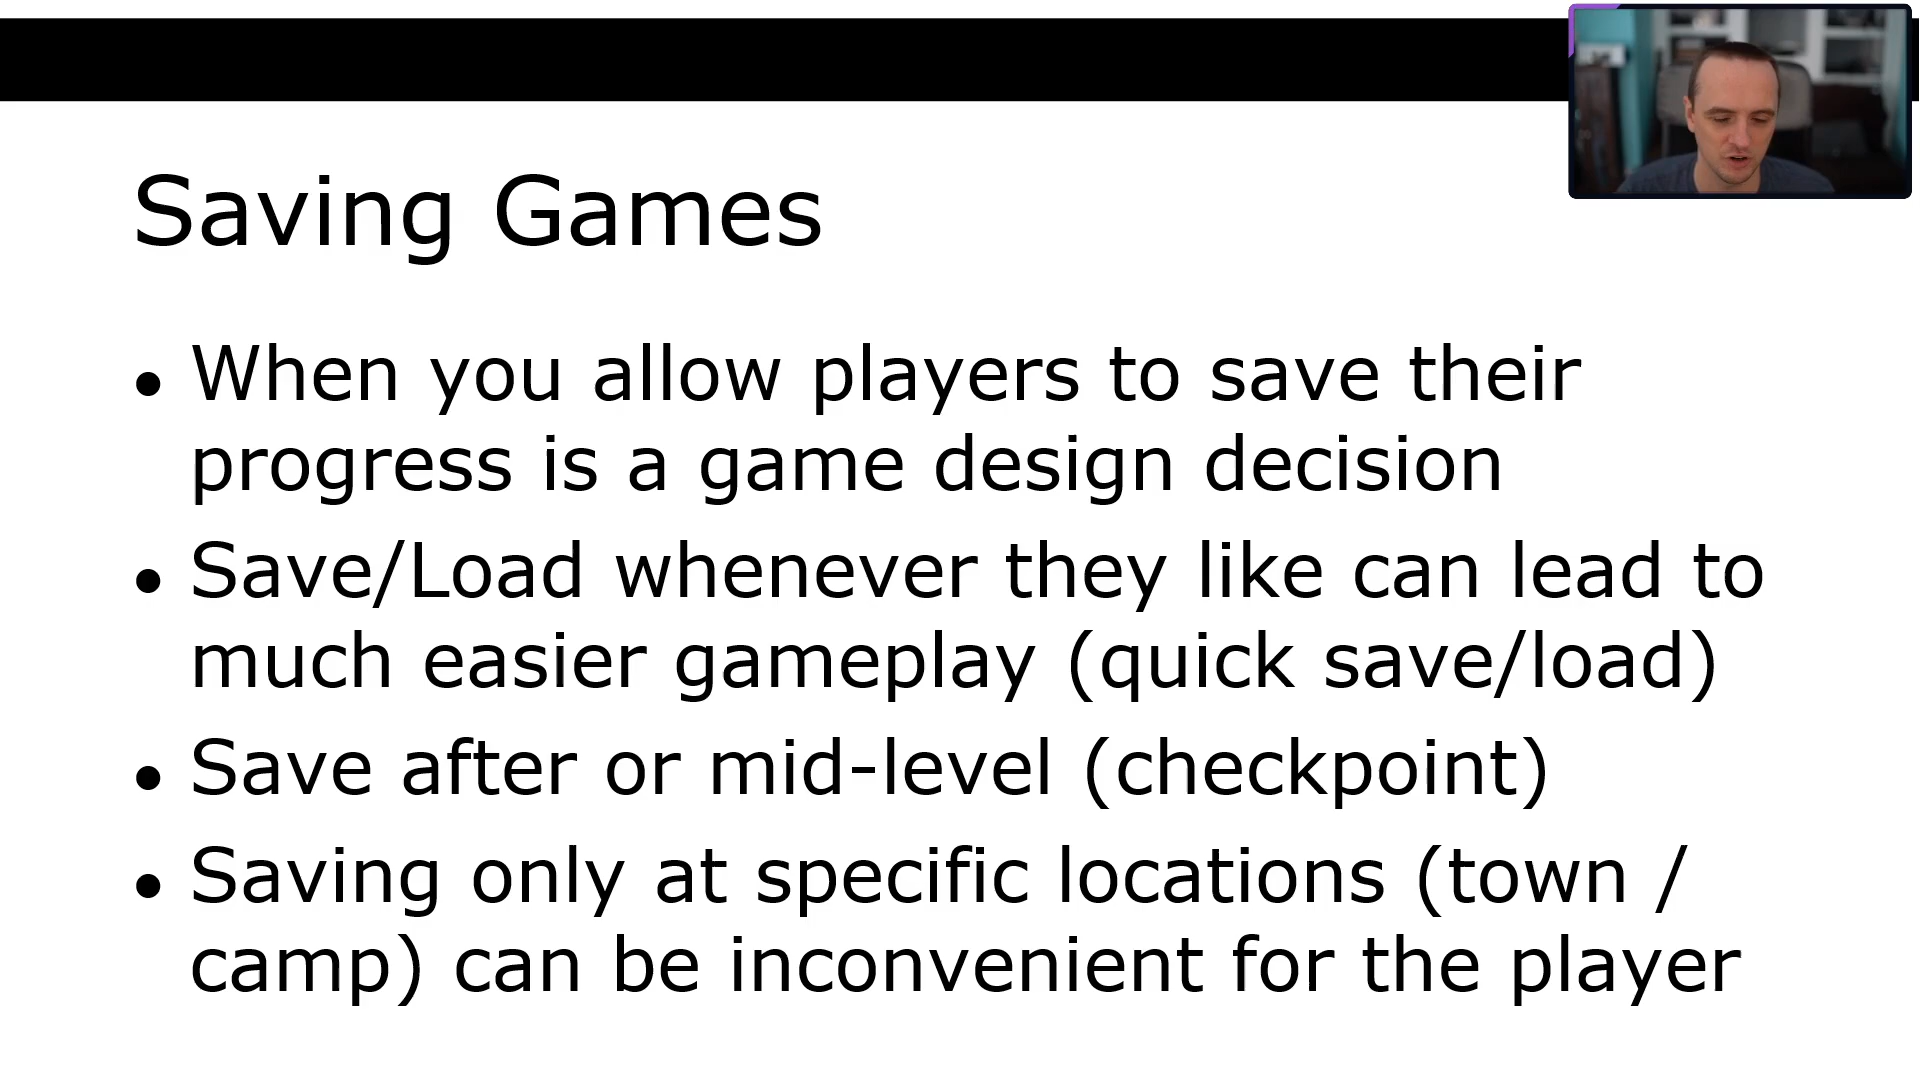 Saving Games
• When you allow players to save their
progress is a game design decision
• Save/Load whenever they like can lead to
much easier gameplay (quick save/load)
• Save after or mid-level (checkpoint)
• Saving only at specific locations (town /
camp) can be inconvenient for the player